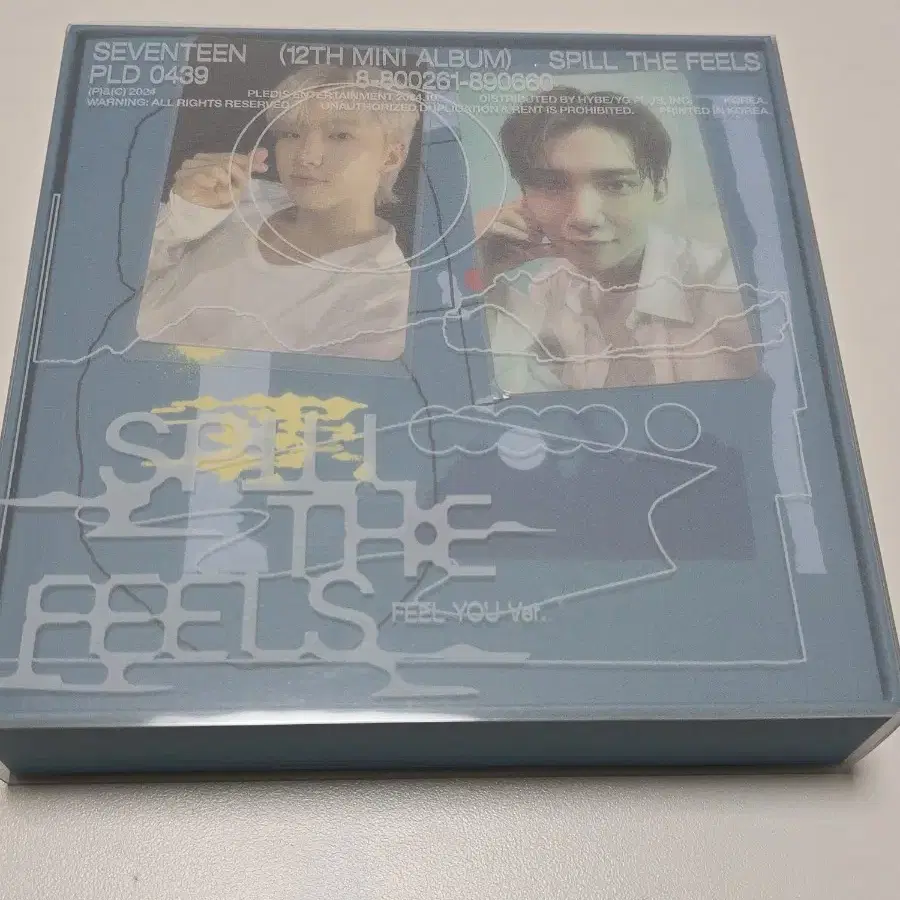 SEVENTEEN (12TH MINI ALBUM) SPILL THE FEELS
PLD 0439 8-800261-890660
(P)&(C) 2024 PLEDIS ENTERTAINMENT DISTRIBUTED BY HYBE/YG PLUS, INC. KOREA.
WARNING: ALL RIGHTS RESERVED. UNAUTHORIZED DUPLICATION & RENT IS PROHIBITED. PRINTED IN KOREA.
SPILL
THE
FEELS
FEEL YOU Ver.